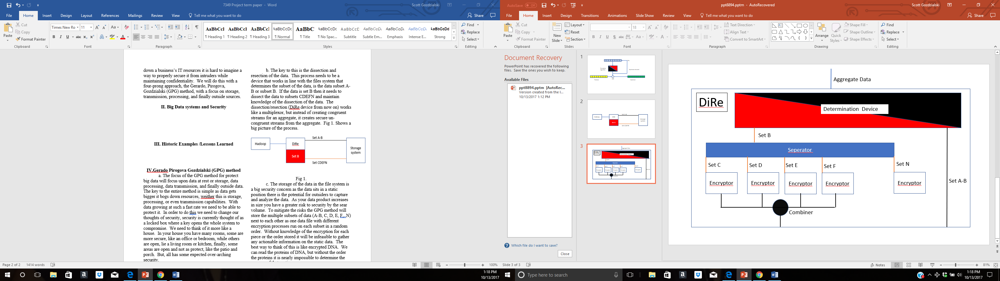 7349 Project term paper - Word
Scott Gozdzialski
File Home Insert Design Layout References Mailings Review View Tell me what you want to do
Share
Paste
Cut
Copy
Format Painter
Clipboard
Times New Ro 11
Font
Paragraph
AaBbCcI AaBbCcI AaBbCcI AaBbCcDc AaBbC AaBbCcDc AaBbCcD AaBbCcDc AaBbCcDc AaBbCcDc AaBbCcDd
¶ Heading 1 ¶ Heading 2 ¶ Heading 3 ¶ Normal ¶ Title ¶ No Spac... Subtitle Subtle Em... Emphasis Intense E... Strong
Styles
Find
Replace
Select
Editing
down a business's IT resources it is hard to imagine a
way to properly secure it from intruders while
maintaining confidentiality. We will do this with a
four-prong approach, the Gerardo, Pirogova,
Gozdzialski (GPG) method, with a focus on storage,
transmission, processing, and finally outside sources.
II. Big Data systems and Security
III. Historic Examples /Lessons Learned
IV.Gerado Pirogova Gozdzialski (GPG) method
a. The focus of the GPG method for protect
big data will focus upon data at rest or storage, data
processing, data transmission, and finally outside data.
The key to the entire method is simple as data gets
bigger it bogs down resources, weither this is storage,
processing, or even transmission capabilities. With
data growing at such a fast rate we need to be able to
protect it. In order to do this we need to change our
thoughts of security, security is currently thought of as
a locked box where a key opens the whole system to
compromise. We need to think of it more like a
house. In your house you have many rooms, some are
more secure, like an office or bedroom, while others
are open, lie a living room or kitchen, finally, some
areas are open and not as protect, like the patio and
porch. But, all has some expected over-arching
security.
b. The key to this is the dissection and
resection of the data. This process needs to be a
device that works in line with the files system that
determines the subset of the data, is the data subset A-
B or subset B. If the data is set B then it needs to
dissect the data to subsets CDEFN and maintain
knowledge of the dissection of the data. The
dissection/resection (DiRe device from now on) works
like a multiplexor, but instead of creating congruent
streams for an aggregate, it creates secure un-
congruent streams from the aggregate. Fig 1. Shows a
big picture of the process.
Hadoop
DiRe
Set B
Set A-B
Set CDEFN
Storage
system
Fig 1.
c. The storage of the data in the file system is
a big security concern as the data sits in a static
position there is the potential for outsiders to capture
and analyze the data. As your data product increases
in size you have a greater risk to security by the sear
volume. To mitigate the risks the GPG method will
store the multiple subsets of data (A-B, C, D, E, F,...N)
next to each other as one data file with different
encryption processes run on each subset in a random
order. Without knowledge of the encryption for each
piece or the order stored it will be infeasible to gather
any actionable information on the static data. The
best way to think of this is like encrypted DNA. We
can read the proteins of DNA, but without the order
the proteins it is nearly impossible to determine the
Page 2 of 2 1414 words
100%
1:18 PM
10/13/2017
AutoSave Off
ppt8894.pptm - AutoRecovered
Scott Gozdzialski
File Home Insert Design Transitions Animations Slide Show Review View Tell me what you want to do
Share
Paste
Cut
Copy
Format Painter
Clipboard
New
Slide
Layout
Reset
Section
Slides
18
Font
Text Direction
Align Text
Convert to SmartArt
Paragraph
Arrange
Quick
Styles
Shape Fill
Shape Outline
Shape Effects
Drawing
Find
Replace
Select
Editing
Document Recovery
PowerPoint has recovered the following
files. Save the ones you wish to keep.
Available Files
ppt8894.pptm [AutoRec...
Version created from the l...
10/13/2017 1:12 PM
Which file do I want to save?
Close
1
2
3
Aggregate Data
DiRe
Determination Device
Set B
Seperator
Set C
Set D
Set E
Set F
Set N
Set A-B
Encryptor
Encryptor
Encryptor
Encryptor
Encryptor
Combiner
Slide 3 of 3
Notes
81%
Type here to search
1:18 PM
10/13/2017